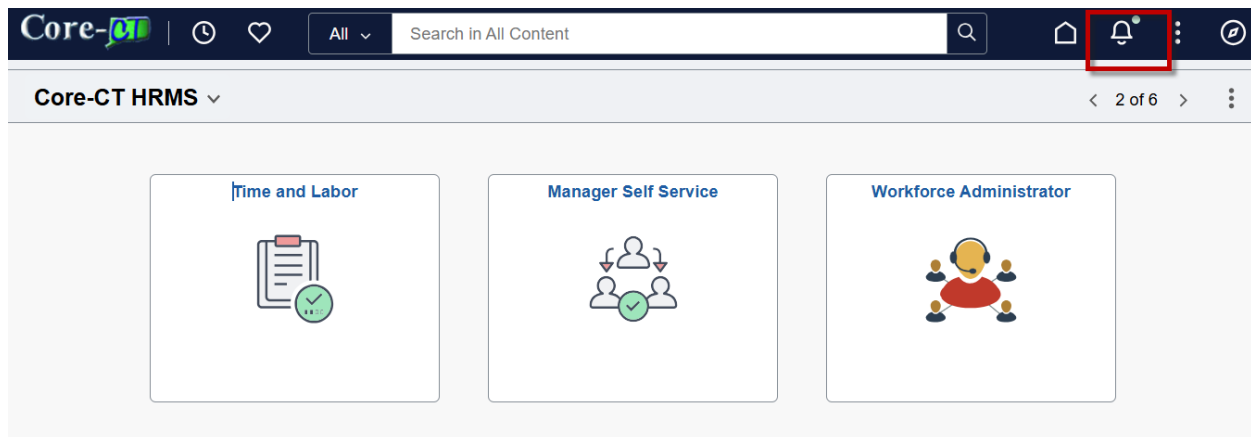 Core-CT
All
Search in All Content
Core-CT HRMS
2 of 6
Time and Labor
Manager Self Service
Workforce Administrator